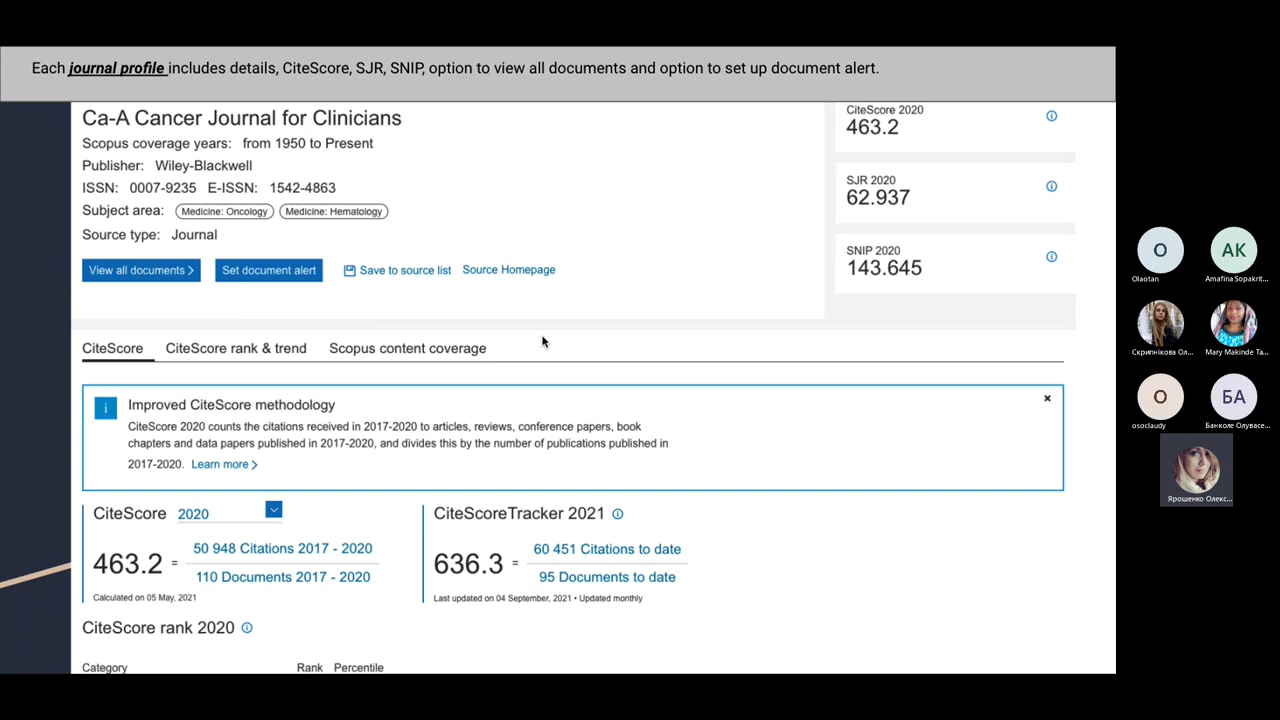 Each journal profile includes details, CiteScore, SJR, SNIP, option to view all documents and option to set up document alert.
Ca-A Cancer Journal for Clinicians
Scopus coverage years: from 1950 to Present
Publisher: Wiley-Blackwell
ISSN: 0007-9235 E-ISSN: 1542-4863
Subject area: Medicine: Oncology Medicine: Hematology
Source type: Journal
View all documents > Set document alert Save to source list Source Homepage
CiteScore 2020
463.2
SJR 2020
62.937
SNIP 2020
143.645
CiteScore CiteScore rank & trend Scopus content coverage
i Improved CiteScore methodology
CiteScore 2020 counts the citations received in 2017-2020 to articles, reviews, conference papers, book
chapters and data papers published in 2017-2020, and divides this by the number of publications published in
2017-2020. Learn more >
CiteScore 2020
463.2 = 50 948 Citations 2017 - 2020
110 Documents 2017 - 2020
Calculated on 05 May, 2021
CiteScoreTracker 2021
636.3 = 60 451 Citations to date
95 Documents to date
Last updated on 04 September, 2021 • Updated monthly
CiteScore rank 2020
Category Rank Percentile
O AK
Olaotan Amafina Sopakrit...
Скрипнікова Ол... Mary Makinde Ta...
O БА
osoclaudy Банколе Олувасе...
Ярошенко Олекс...